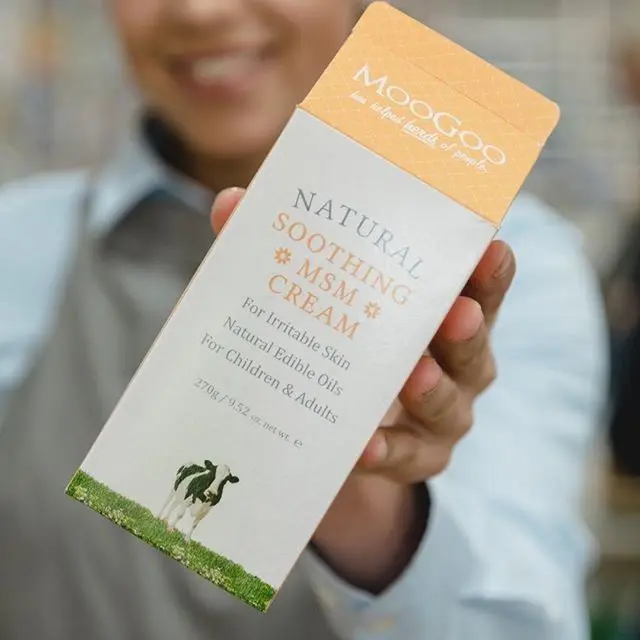 MooGoo
has helped herds of people.
NATURAL
SOOTHING
MSM
CREAM
For Irritable Skin
Natural Edible Oils
For Children & Adults
270g / 9.52 oz. net wt. ℮